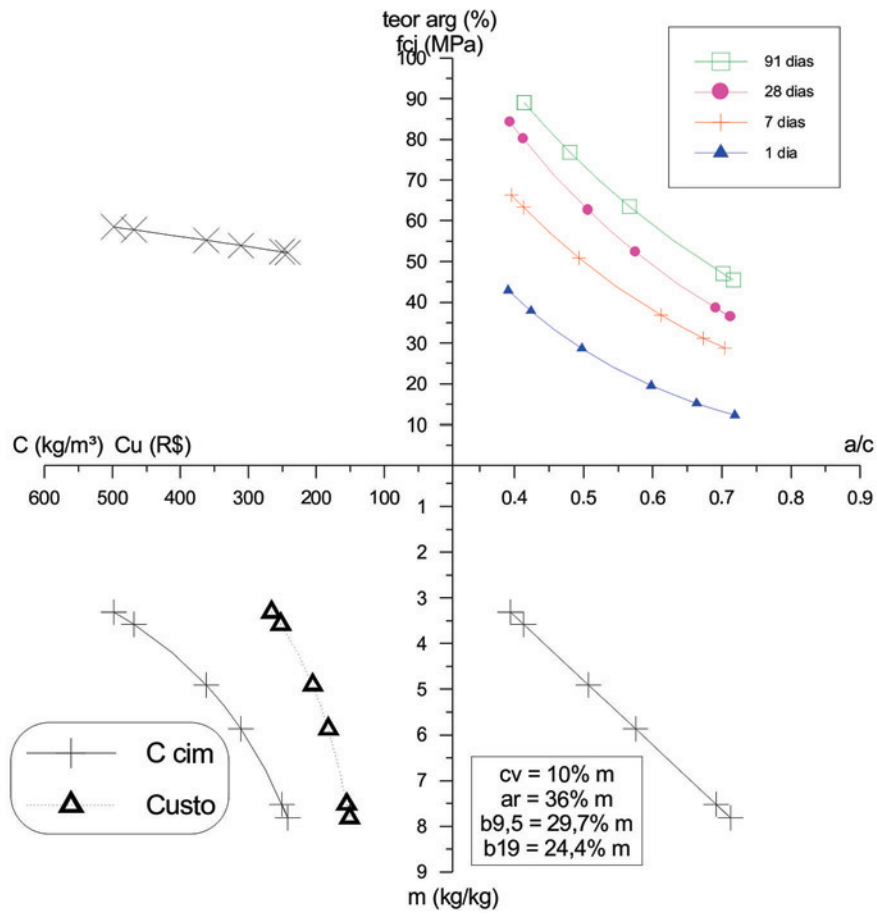 teor arg (%)
fcj (MPa)
100
90
80
70
60
50
40
30
20
10
91 dias
28 dias
7 dias
1 dia
C (kg/m³) Cu (R$)
a/c
600 500 400 300 200 100
0.4 0.5 0.6 0.7 0.8 0.9
1
2
3
4
5
6
7
8
9
C cim
Custo
cv = 10% m
ar = 36% m
b9,5 = 29,7% m
b19 = 24,4% m
m (kg/kg)